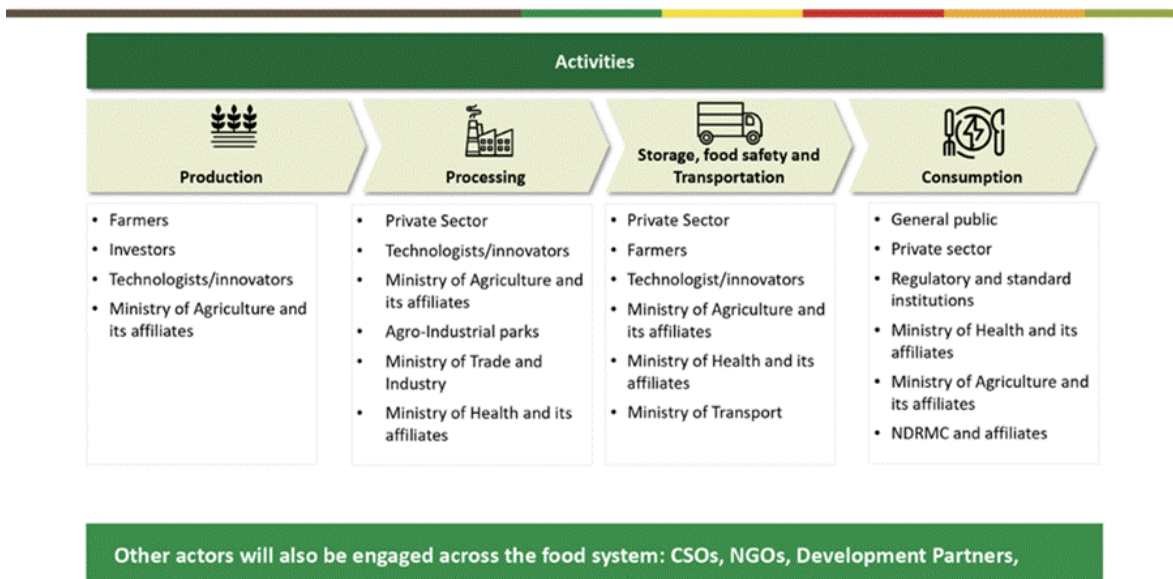 Activities
Production
Processing
Storage, food safety and
Transportation
Consumption
• Farmers
• Investors
• Technologists/innovators
• Ministry of Agriculture and
its affiliates
• Private Sector
• Technologists/innovators
• Ministry of Agriculture and
its affiliates
• Agro-Industrial parks
• Ministry of Trade and
Industry
• Ministry of Health and its
affiliates
• Private Sector
• Farmers
• Technologist/innovators
• Ministry of Agriculture and
its affiliates
• Ministry of Health and its
affiliates
• Ministry of Transport
• General public
• Private sector
• Regulatory and standard
institutions
• Ministry of Health and its
affiliates
• Ministry of Agriculture and
its affiliates
• NDRMC and affiliates
Other actors will also be engaged across the food system: CSOs, NGOs, Development Partners,